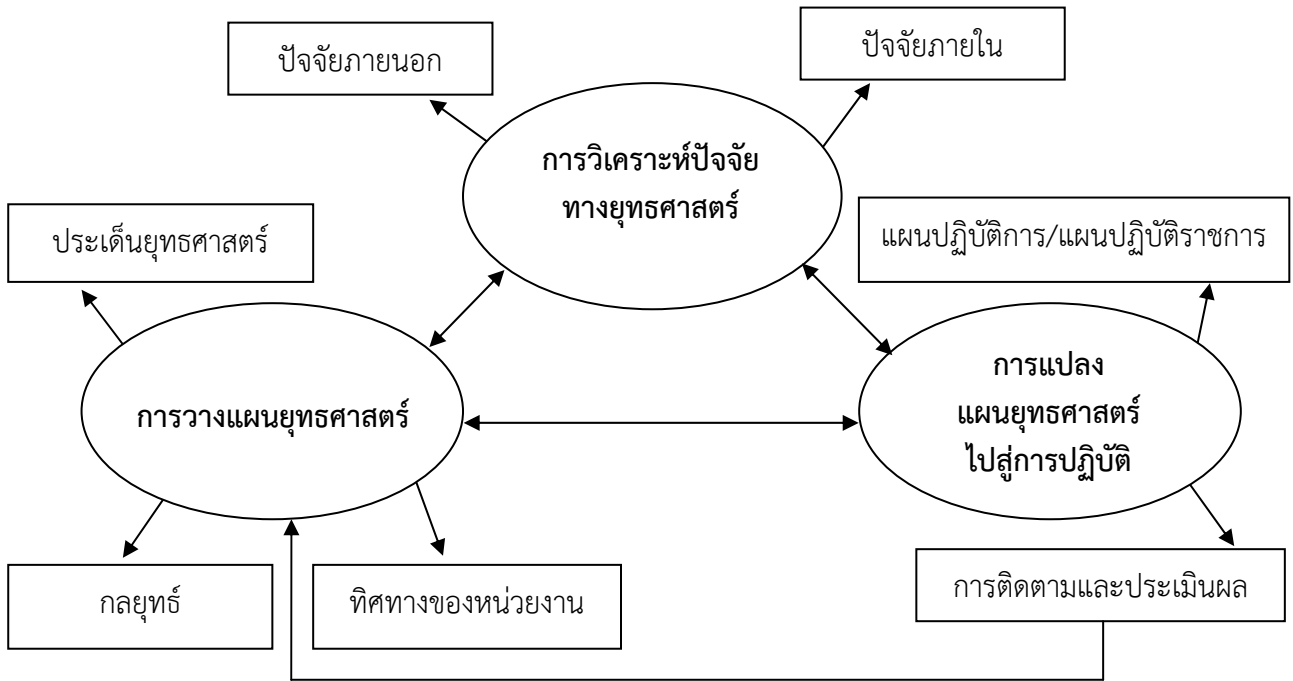 ปัจจัยภายนอก
ปัจจัยภายใน
การวิเคราะห์ปัจจัย
ทางยุทธศาสตร์
ประเด็นยุทธศาสตร์
แผนปฏิบัติการ/แผนปฏิบัติราชการ
การวางแผนยุทธศาสตร์
การแปลง
แผนยุทธศาสตร์
ไปสู่การปฏิบัติ
กลยุทธ์
ทิศทางของหน่วยงาน
การติดตามและประเมินผล